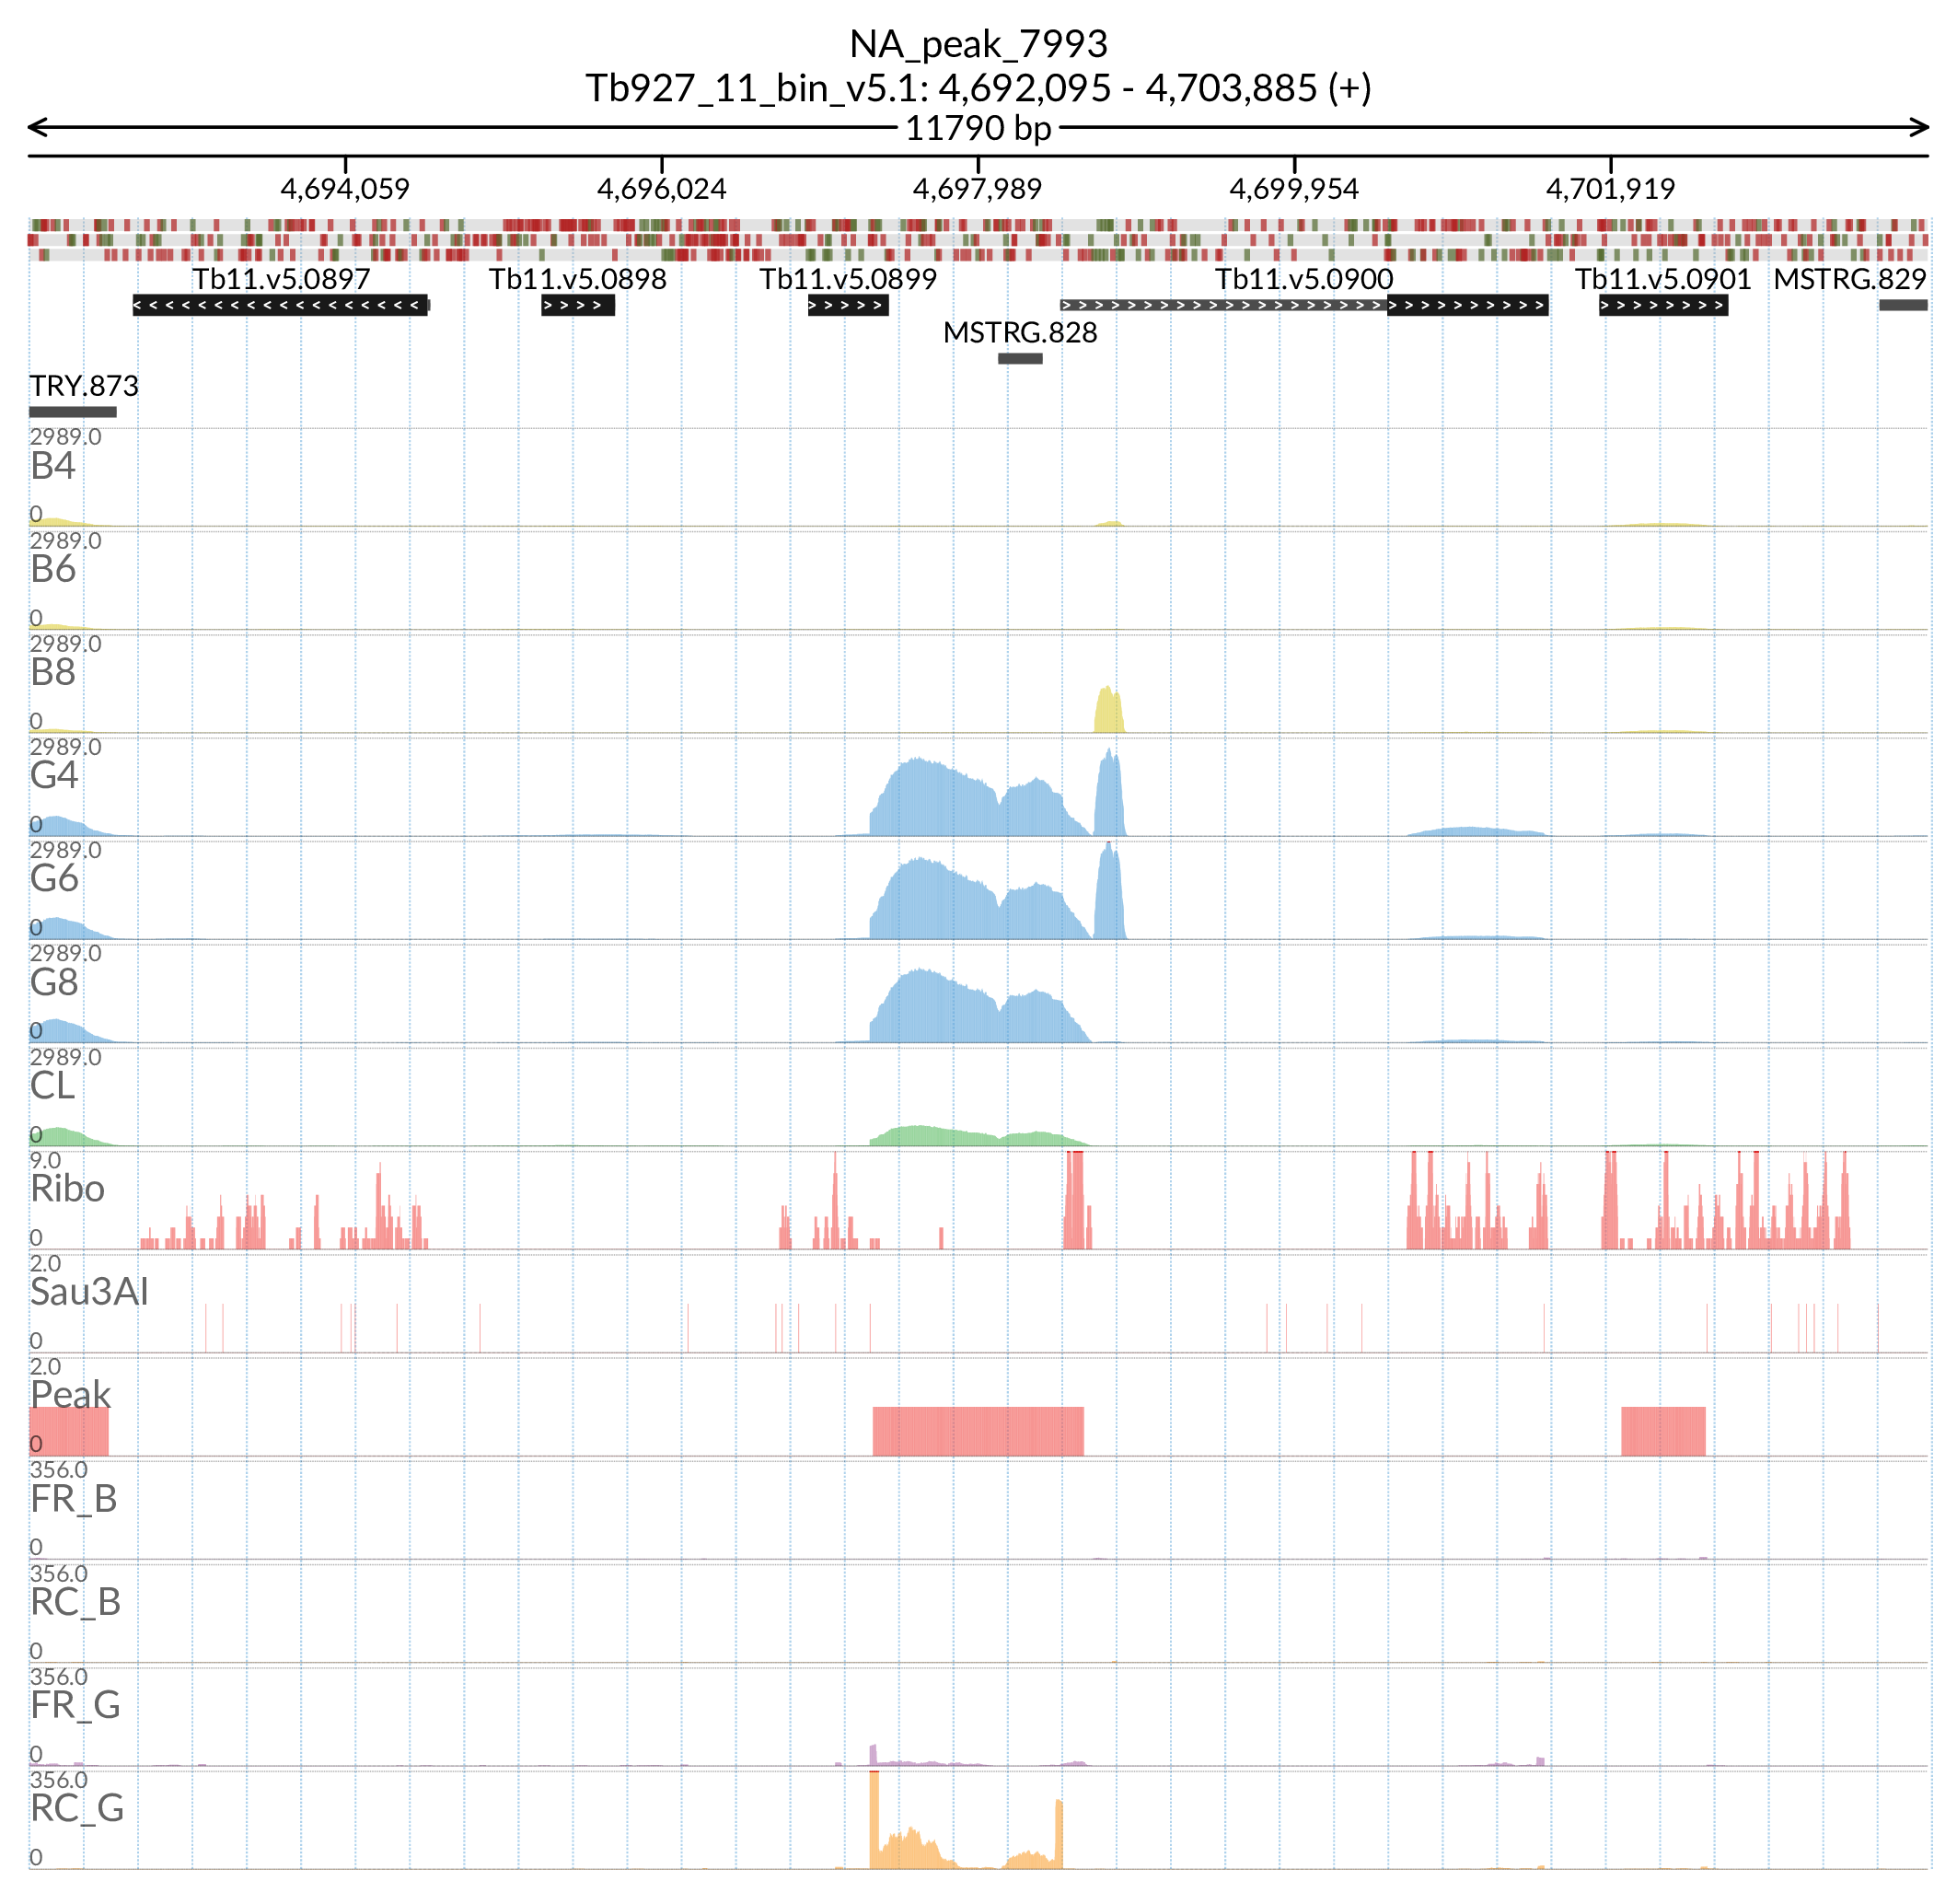 NA_peak_7993
Tb927_11_bin_v5.1: 4,692,095 - 4,703,885 (+)
11790 bp
4,694,059 4,696,024 4,697,989 4,699,954 4,701,919
Tb11.v5.0897 Tb11.v5.0898 Tb11.v5.0899 Tb11.v5.0900 Tb11.v5.0901 MSTRG.829
MSTRG.828
TRY.873
2989.0
B4
0
2989.0
B6
0
2989.0
B8
0
2989.0
G4
0
2989.0
G6
0
2989.0
G8
0
2989.0
CL
0
9.0
Ribo
0
2.0
Sau3AI
0
2.0
Peak
0
356.0
FR_B
0
356.0
RC_B
0
356.0
FR_G
0
356.0
RC_G
0